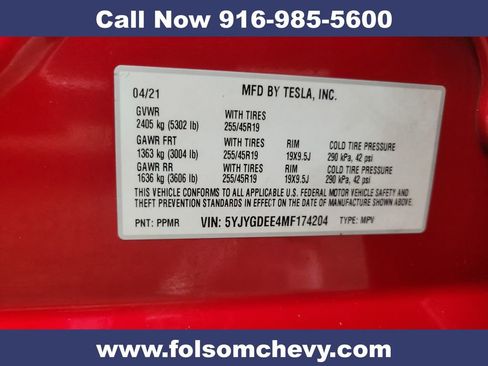 Call Now 916-985-5600
04/21 MFD BY TESLA, INC.
GVWR WITH TIRES
2405 kg (5302 lb) 255/45R19
GAWR FRT WITH TIRES RIM COLD TIRE PRESSURE
1363 kg (3004 lb) 255/45R19 19X9.5J 290 kPa, 42 psi
GAWR RR WITH TIRES RIM COLD TIRE PRESSURE
1636 kg (3606 lb) 255/45R19 19X9.5J 290 kPa, 42 psi
THIS VEHICLE CONFORMS TO ALL APPLICABLE U.S. FEDERAL MOTOR VEHICLE SAFETY AND
THEFT PREVENTION STANDARDS IN EFFECT ON THE DATE OF MANUFACTURE SHOWN ABOVE.
PNT: PPMR VIN: 5YJYGDEE4MF174204 TYPE: MPV
www.folsomchevy.com